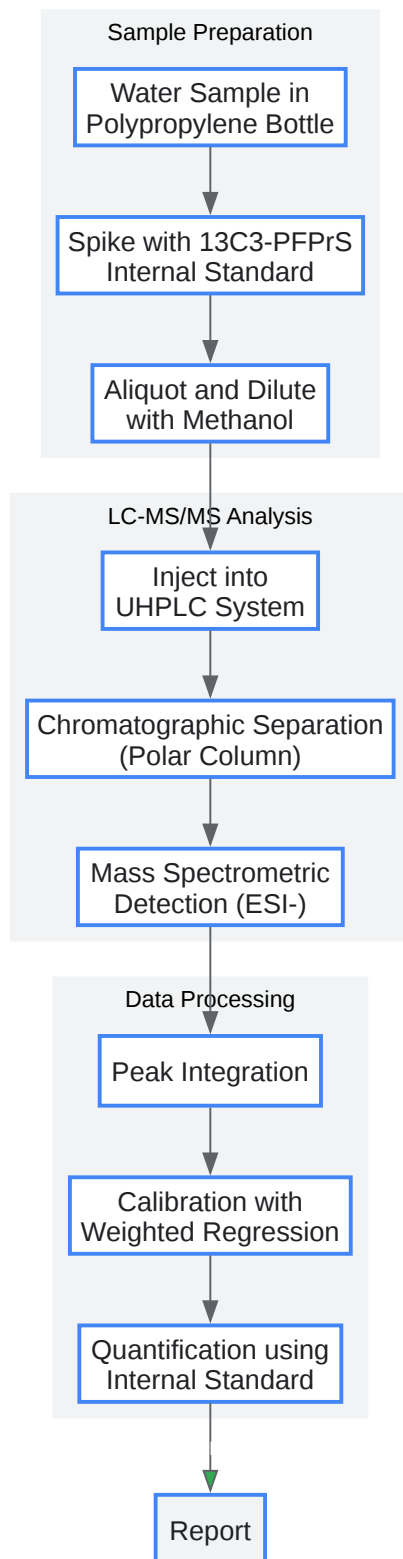 Sample Preparation
Water Sample in
Polypropylene Bottle
Spike with 13C3-PFPrS
Internal Standard
Aliquot and Dilute
with Methanol
LC-MS/MS Analysis
Inject into
UHPLC System
Chromatographic Separation
(Polar Column)
Mass Spectrometric
Detection (ESI-)
Data Processing
Peak Integration
Calibration with
Weighted Regression
Quantification using
Internal Standard
Report